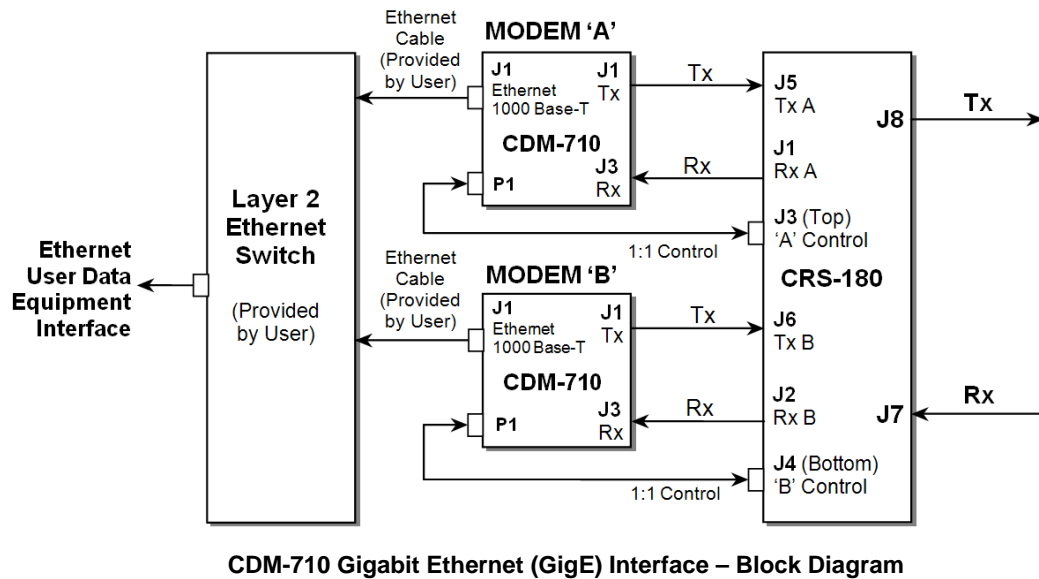 Ethernet
Cable
(Provided
by User)
MODEM ‘A’
J1
Ethernet
1000 Base-T
J1
Tx
CDM-710
P1
J3
Rx
Tx
Rx
1:1 Control
J5
Tx A
J1
Rx A
J3 (Top)
‘A’ Control
CRS-180
J6
Tx B
J2
Rx B
J4 (Bottom)
‘B’ Control
J8
Tx
J7
Rx
Layer 2
Ethernet
Switch
(Provided
by User)
Ethernet
User Data
Equipment
Interface
Ethernet
Cable
(Provided
by User)
MODEM ‘B’
J1
Ethernet
1000 Base-T
J1
Tx
CDM-710
P1
J3
Rx
Tx
Rx
1:1 Control
CDM-710 Gigabit Ethernet (GigE) Interface – Block Diagram